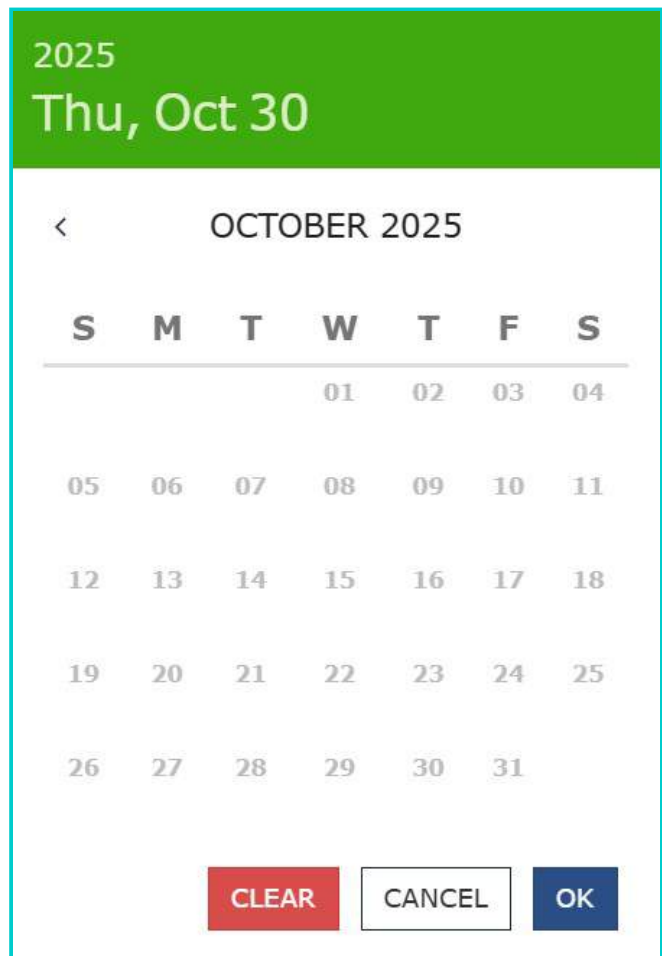 2025
Thu, Oct 30
< OCTOBER 2025
S M T W T F S
01 02 03 04
05 06 07 08 09 10 11
12 13 14 15 16 17 18
19 20 21 22 23 24 25
26 27 28 29 30 31
CLEAR CANCEL OK